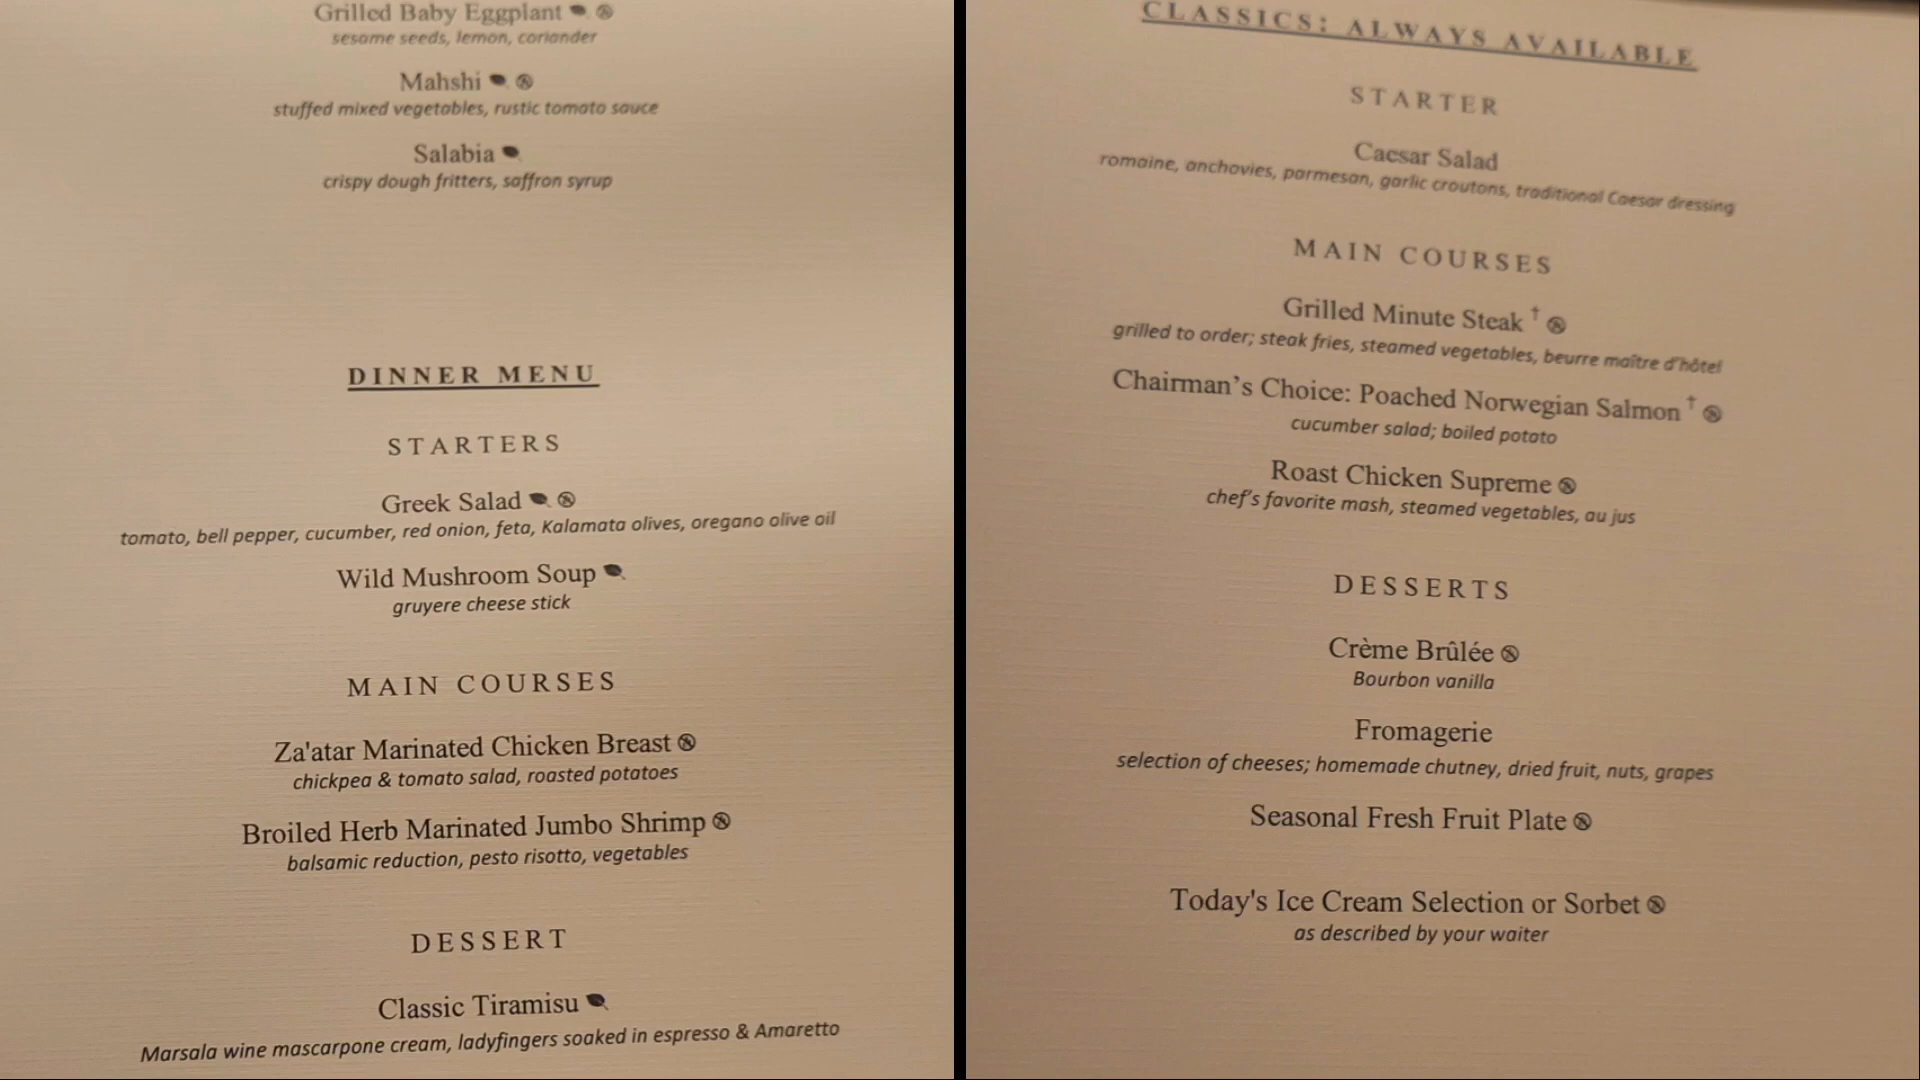 Grilled Baby Eggplant
sesame seeds, lemon, coriander
Mahshi
stuffed mixed vegetables, rustic tomato sauce
Salabia
crispy dough fritters, saffron syrup
DINNER MENU
STARTERS
Greek Salad
tomato, bell pepper, cucumber, red onion, feta, Kalamata olives, oregano olive oil
Wild Mushroom Soup
gruyere cheese stick
MAIN COURSES
Za'atar Marinated Chicken Breast
chickpea & tomato salad, roasted potatoes
Broiled Herb Marinated Jumbo Shrimp
balsamic reduction, pesto risotto, vegetables
DESSERT
Classic Tiramisu
Marsala wine mascarpone cream, ladyfingers soaked in espresso & Amaretto
CLASSICS: ALWAYS AVAILABLE
STARTER
Caesar Salad
romaine, anchovies, parmesan, garlic croutons, traditional Caesar dressing
MAIN COURSES
Grilled Minute Steak †
grilled to order; steak fries, steamed vegetables, beurre maître d'hôtel
Chairman's Choice: Poached Norwegian Salmon †
cucumber salad; boiled potato
Roast Chicken Supreme
chef's favorite mash, steamed vegetables, au jus
DESSERTS
Crème Brûlée
Bourbon vanilla
Fromagerie
selection of cheeses; homemade chutney, dried fruit, nuts, grapes
Seasonal Fresh Fruit Plate
Today's Ice Cream Selection or Sorbet
as described by your waiter